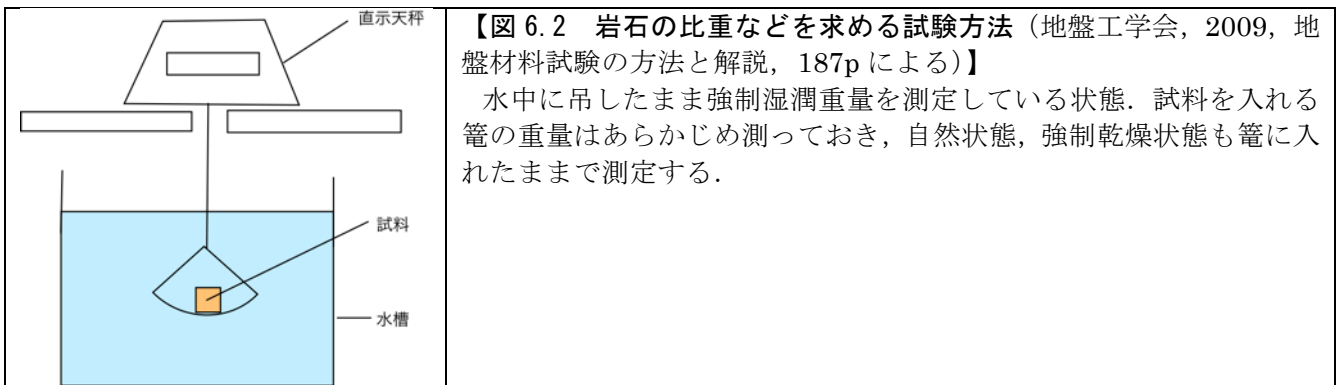 直示天秤
試料
水槽
【図 6.2 岩石の比重などを求める試験方法（地盤工学会，2009，地
盤材料試験の方法と解説，187p による）】
水中に吊したまま強制湿潤重量を測定している状態．試料を入れる
篭の重量はあらかじめ測っておき，自然状態，強制乾燥状態も篭に入
れたままで測定する．